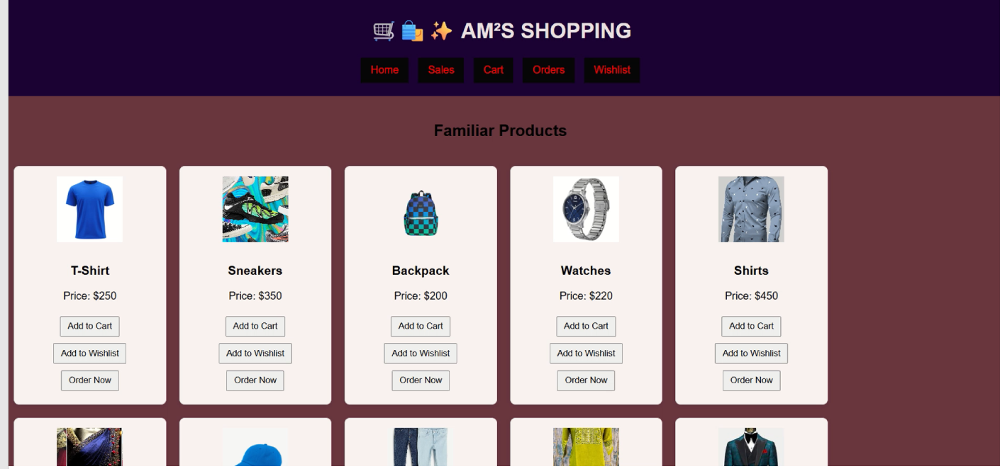 🛒 🛍️ ✨ AM²S SHOPPING
Home Sales Cart Orders Wishlist
Familiar Products
T-Shirt
Price: $250
Add to Cart
Add to Wishlist
Order Now
Sneakers
Price: $350
Add to Cart
Add to Wishlist
Order Now
Backpack
Price: $200
Add to Cart
Add to Wishlist
Order Now
Watches
Price: $220
Add to Cart
Add to Wishlist
Order Now
Shirts
Price: $450
Add to Cart
Add to Wishlist
Order Now